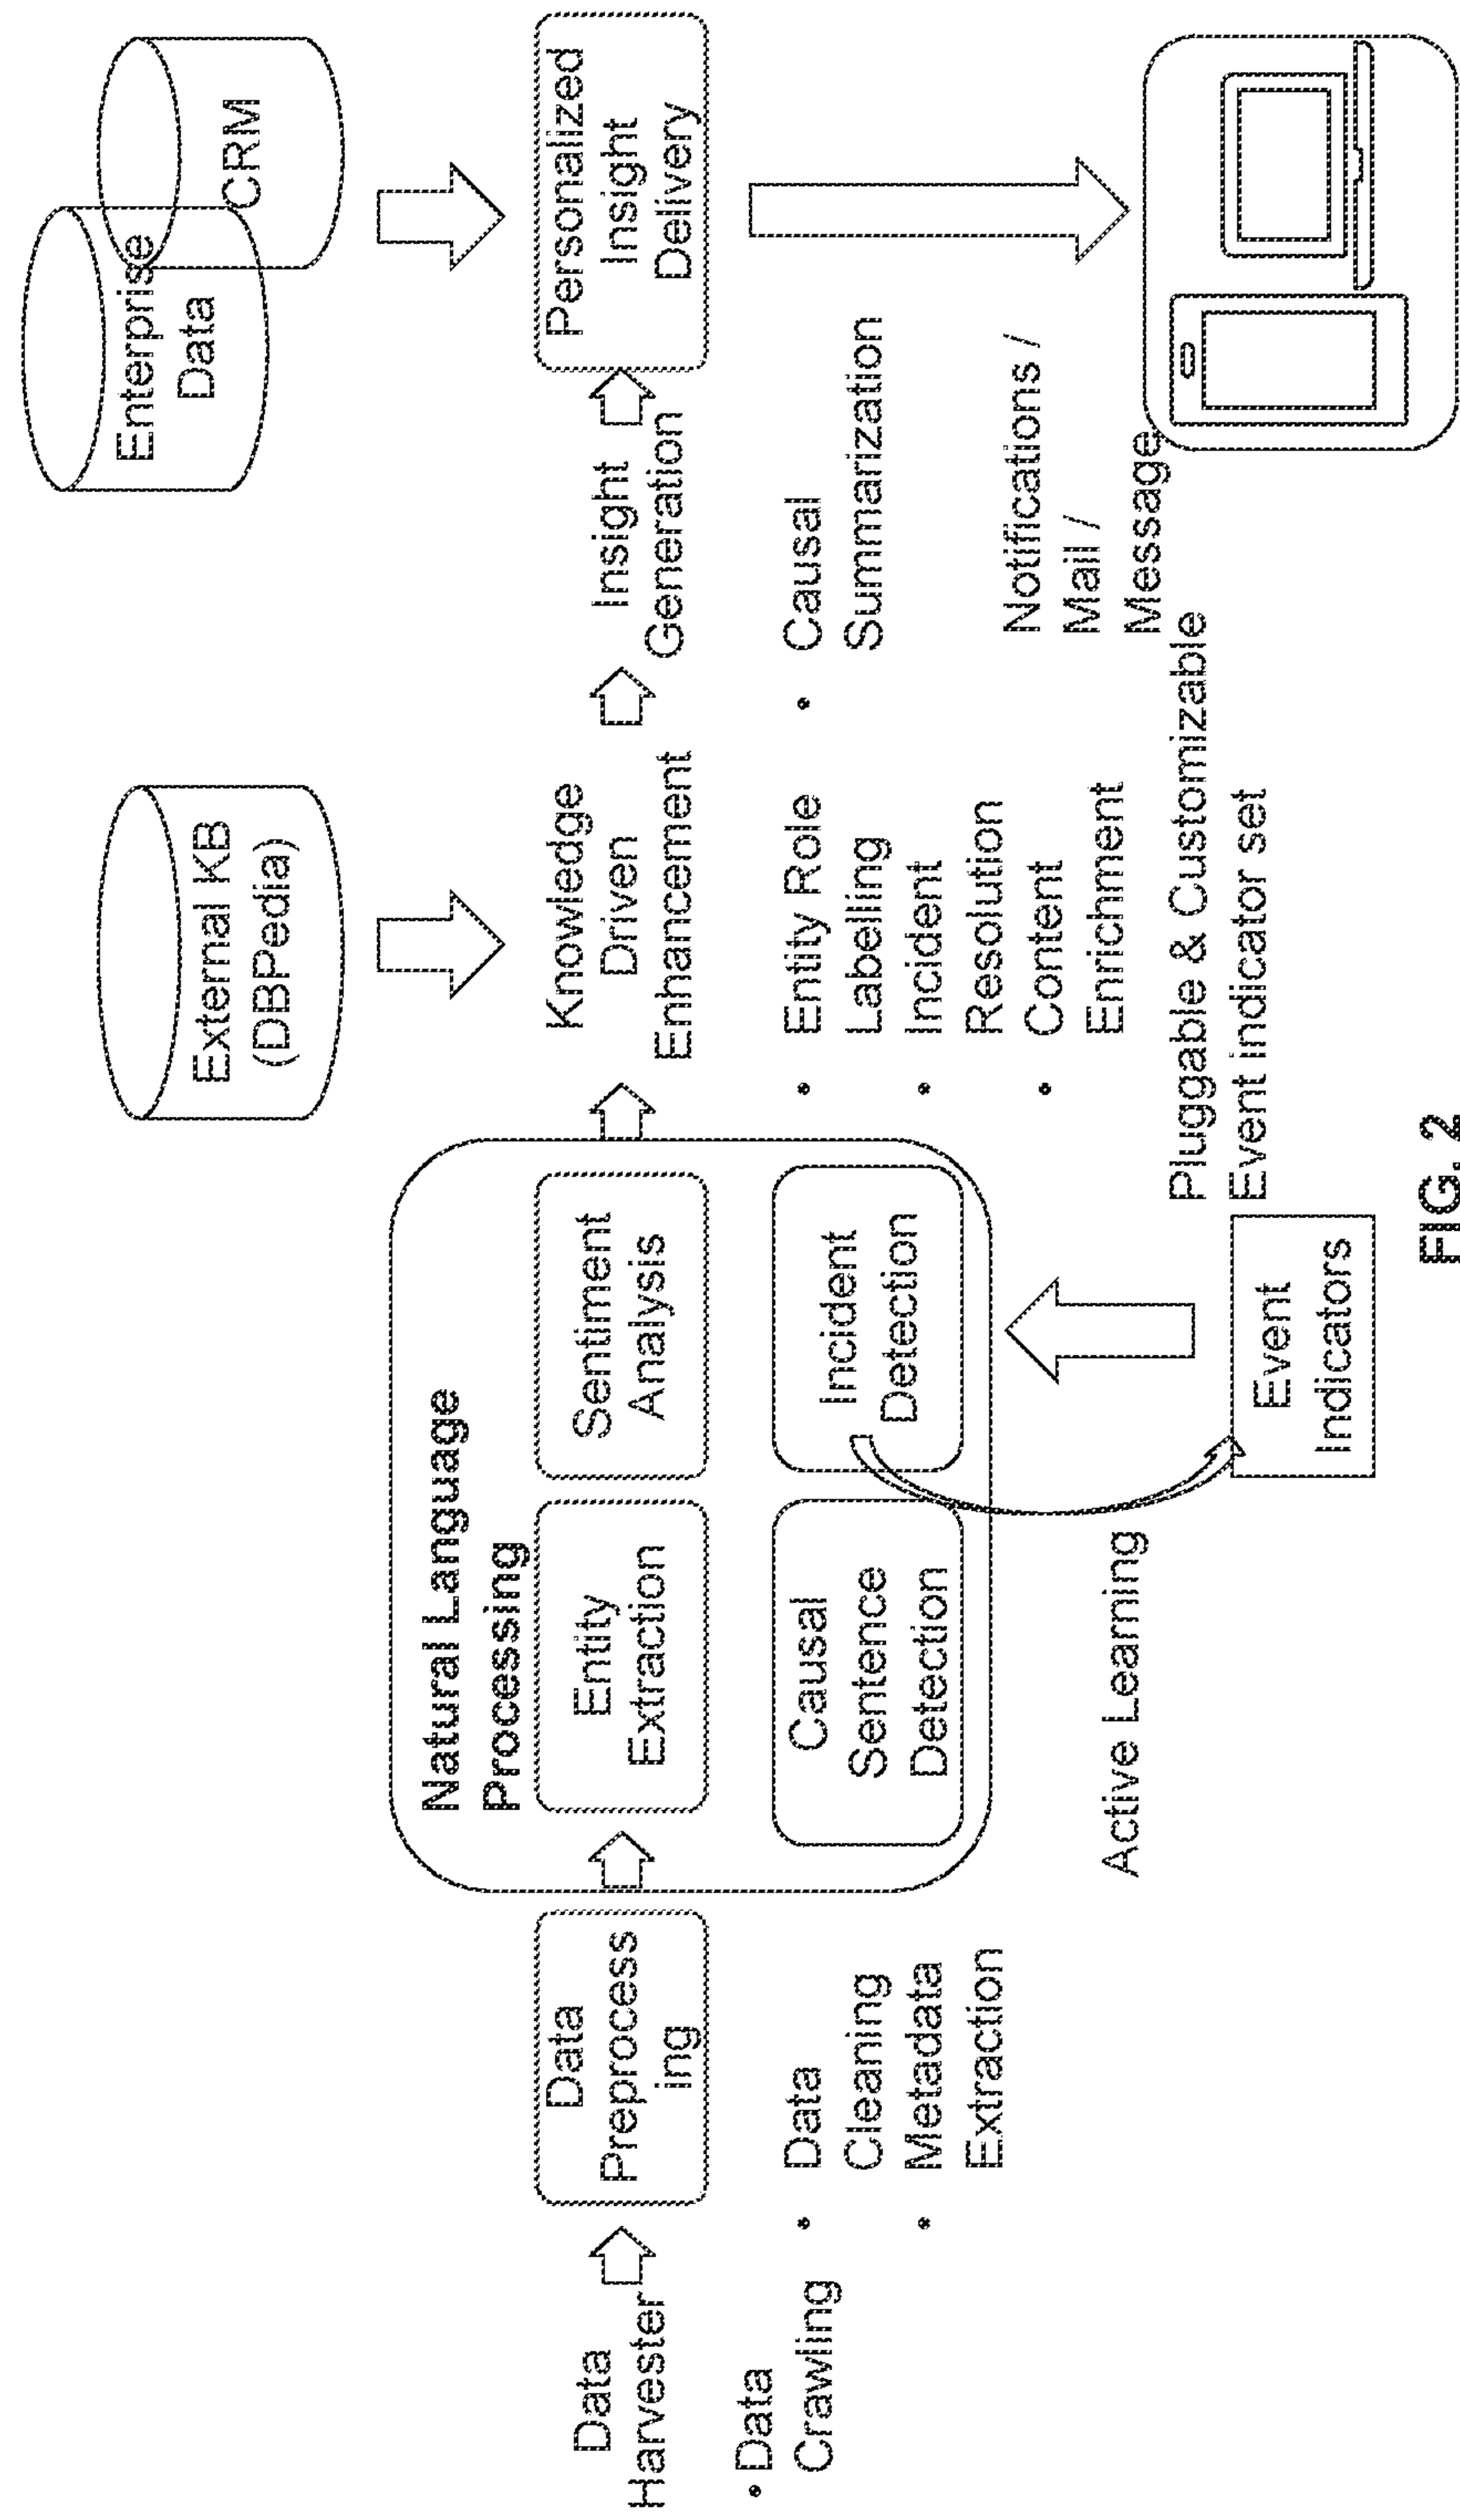 Enterprise
Data
CRM
External KB
(DBPedia)
Natural Language
Processing
Data
Harvester
Data
Preprocess
ing
Entity
Extraction
Sentiment
Analysis
Knowledge
Driven
Enhancement
Insight
Generation
Personalized
Insight
Delivery
•Data
Crawling
• Data
Cleaning
• Metadata
Extraction
Causal
Sentence
Detection
Incident
Detection
• Entity Role
Labelling
• Incident
Resolution
• Content
Enrichment
• Causal
Summarization
Notifications /
Mail /
Message
Active Learning
Event
Indicators
Pluggable & Customizable
Event indicator set
FIG. 2